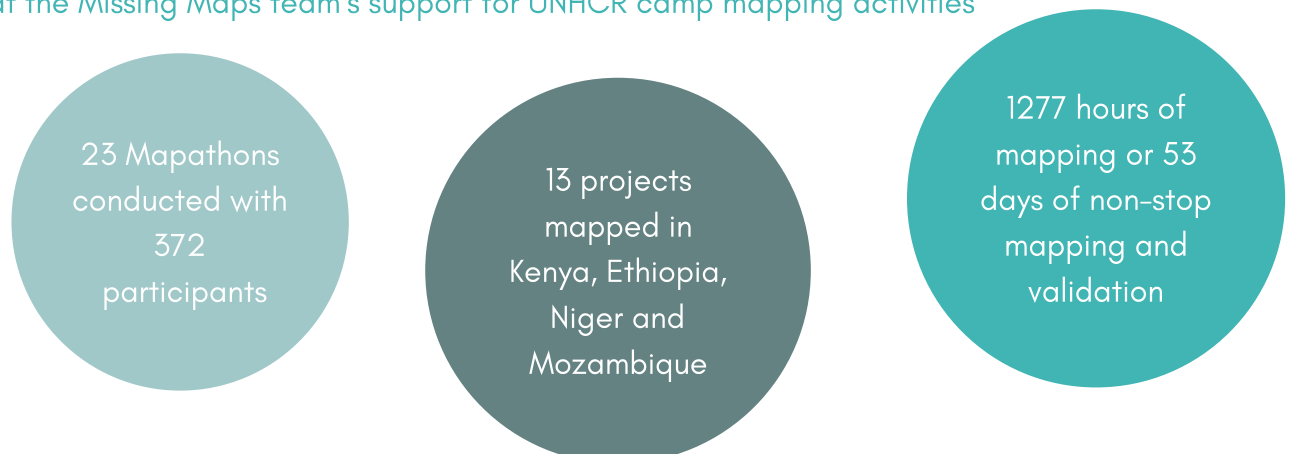 at the Missing Maps team's support for UNHCR camp mapping activities
23 Mapathons
conducted with
372
participants
13 projects
mapped in
Kenya, Ethiopia,
Niger and
Mozambique
1277 hours of
mapping or 53
days of non-stop
mapping and
validation